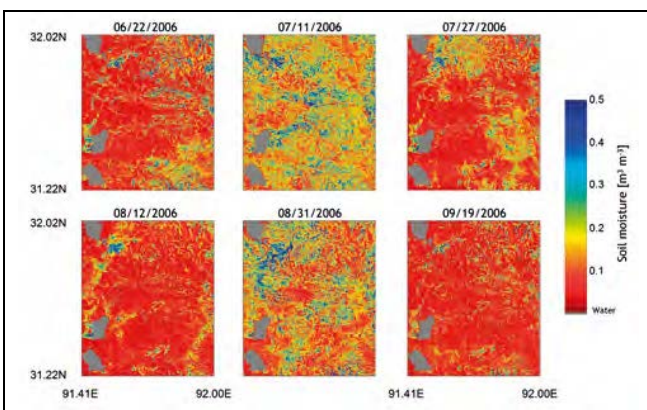 06/22/2006 07/11/2006 07/27/2006
32.02N
31.22N
08/12/2006 08/31/2006 09/19/2006
32.02N
31.22N
91.41E 92.00E 91.41E 92.00E
0.5
0.4
0.3
0.2
0.1
Water
Soil moisture [m³ m⁻³]